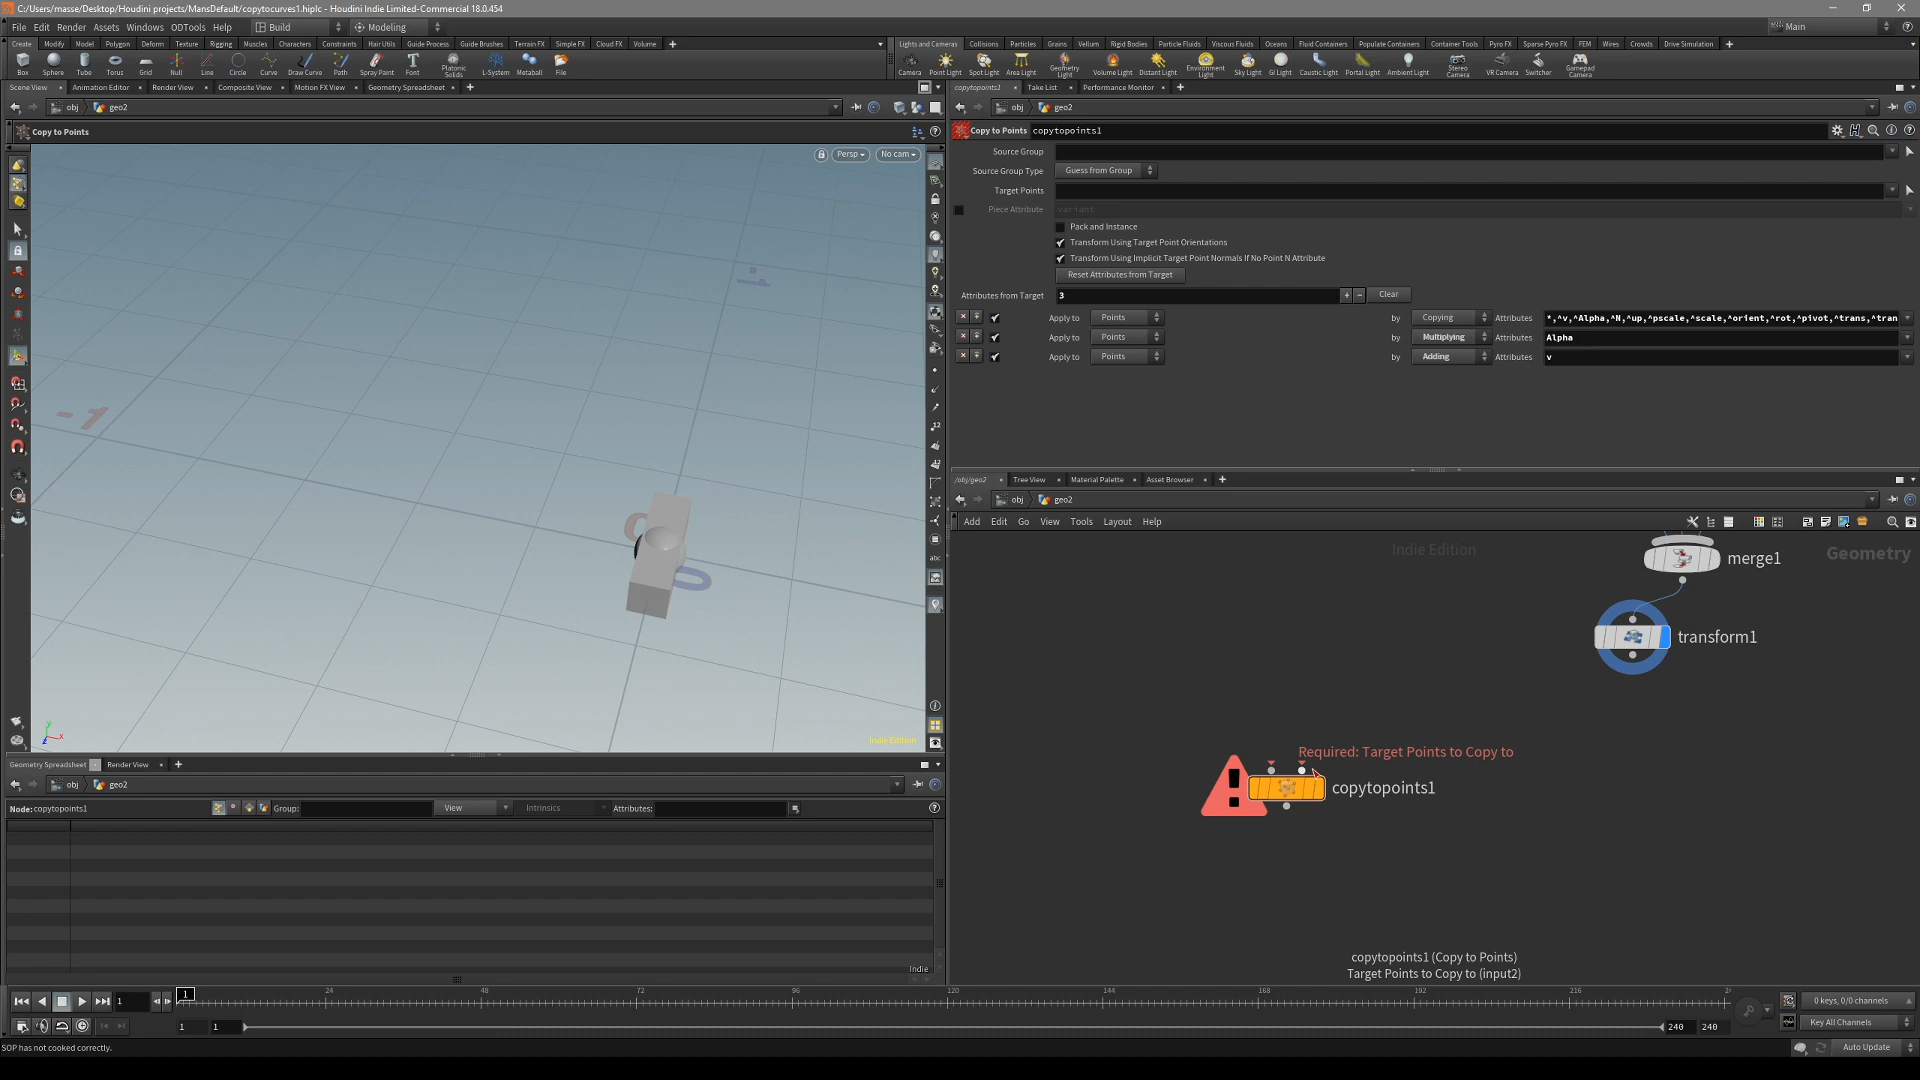 C:/Users/masse/Desktop/Houdini projects/MansDefault/copytocurves1.hiplc - Houdini Indie Limited-Commercial 18.0.454
File Edit Render Assets Windows ODTools Help Build Modeling Main
Create Modify Model Polygon Deform Texture Rigging Muscles Characters Constraints Hair Utils Guide Process Guide Brushes Terrain FX Simple FX Cloud FX Volume
Lights and Cameras Collisions Particles Grains Vellum Rigid Bodies Particle Fluids Viscous Fluids Oceans Fluid Containers Populate Containers Container Tools Pyro FX Sparse Pyro FX FEM Wires Crowds Drive Simulation
Box Sphere Tube Torus Grid Null Line Circle Curve Draw Curve Path Spray Paint Font Platonic Solids L-System Metaball File
Camera Point Light Spot Light Area Light Geometry Light Volume Light Distant Light Environment Light Sky Light GI Light Caustic Light Portal Light Ambient Light Stereo Camera VR Camera Switcher Gamepad Camera
Scene View Animation Editor Render View Composite View Motion FX View Geometry Spreadsheet
copytopoints1 Take List Performance Monitor
obj geo2
obj geo2
Copy to Points
Copy to Points copytopoints1
Persp No cam
Source Group
Source Group Type Guess from Group
Target Points
Piece Attribute variant
Pack and Instance
Transform Using Target Point Orientations
Transform Using Implicit Target Point Normals If No Point N Attribute
Reset Attributes from Target
Attributes from Target 3 Clear
Apply to Points by Copying Attributes *,^v,^Alpha,^N,^up,^pscale,^scale,^orient,^rot,^pivot,^trans,^tran
Apply to Points by Multiplying Attributes Alpha
Apply to Points by Adding Attributes v
-1
Indie Edition
/obj/geo2 Tree View Material Palette Asset Browser
obj geo2
Add Edit Go View Tools Layout Help
Indie Edition
Geometry
merge1
transform1
Required: Target Points to Copy to
copytopoints1
copytopoints1 (Copy to Points)
Target Points to Copy to (input2)
Geometry Spreadsheet Render View
obj geo2
Node: copytopoints1 Group: View Intrinsics Attributes:
Indie
1 1 24 48 72 96 120 144 168 192 216
0 keys, 0/0 channels
1 1 240 240 Key All Channels
SOP has not cooked correctly.
Auto Update